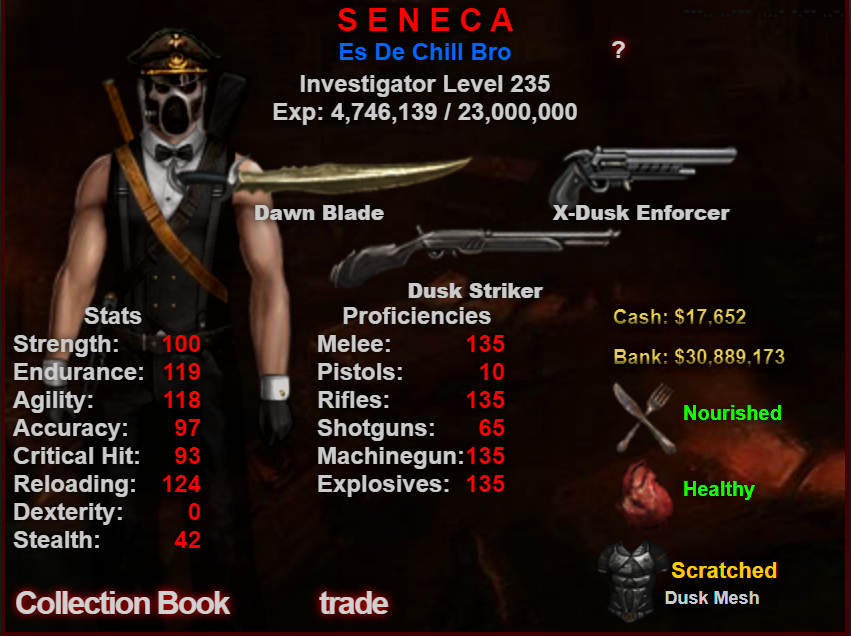 S E N E C A
Es De Chill Bro
?
Investigator Level 235
Exp: 4,746,139 / 23,000,000
Dawn Blade
X-Dusk Enforcer
Dusk Striker
Stats
Strength: 100
Endurance: 119
Agility: 118
Accuracy: 97
Critical Hit: 93
Reloading: 124
Dexterity: 0
Stealth: 42
Proficiencies
Melee: 135
Pistols: 10
Rifles: 135
Shotguns: 65
Machinegun: 135
Explosives: 135
Cash: $17,652
Bank: $30,889,173
Nourished
Healthy
Scratched
Dusk Mesh
Collection Book
trade